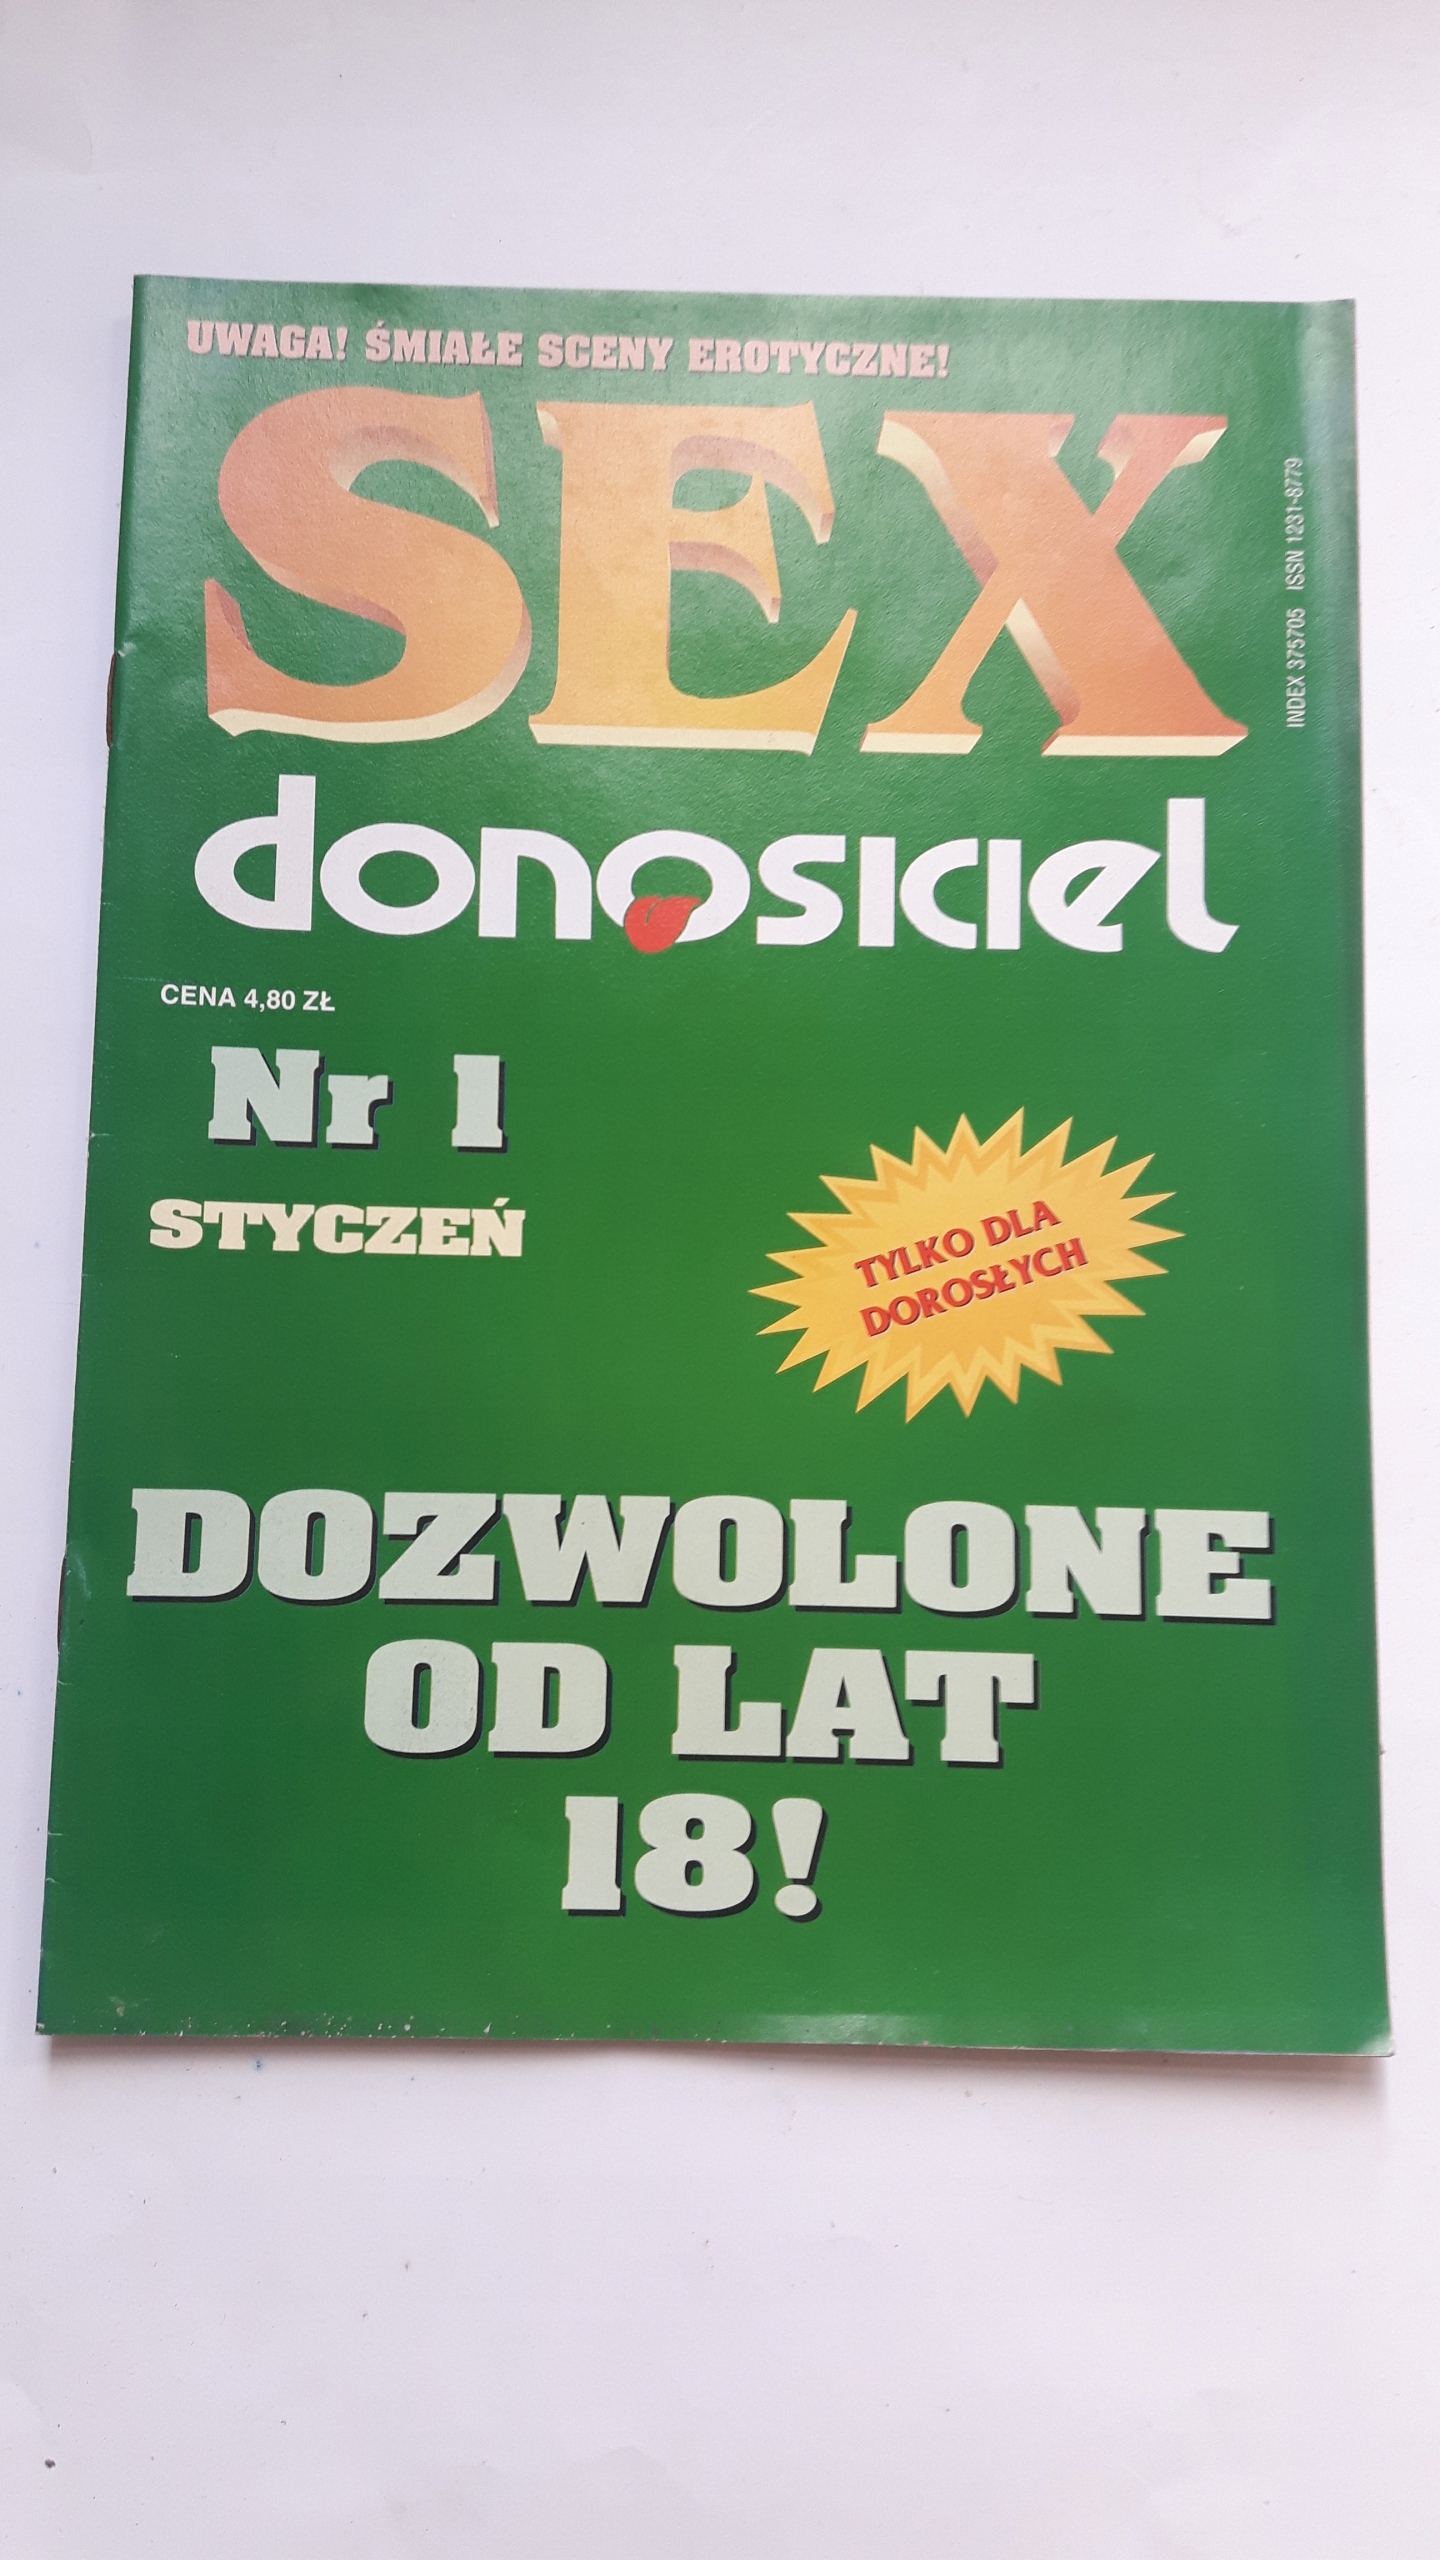 UWAGA! ŚMIAŁE SCENY EROTYCZNE!
SEX
donosiciel
INDEX 375705 ISSN 1231-8779
CENA 4,80 ZŁ
Nr 1
STYCZEŃ
TYLKO DLA
DOROSŁYCH
DOZWOLONE
OD LAT
18!